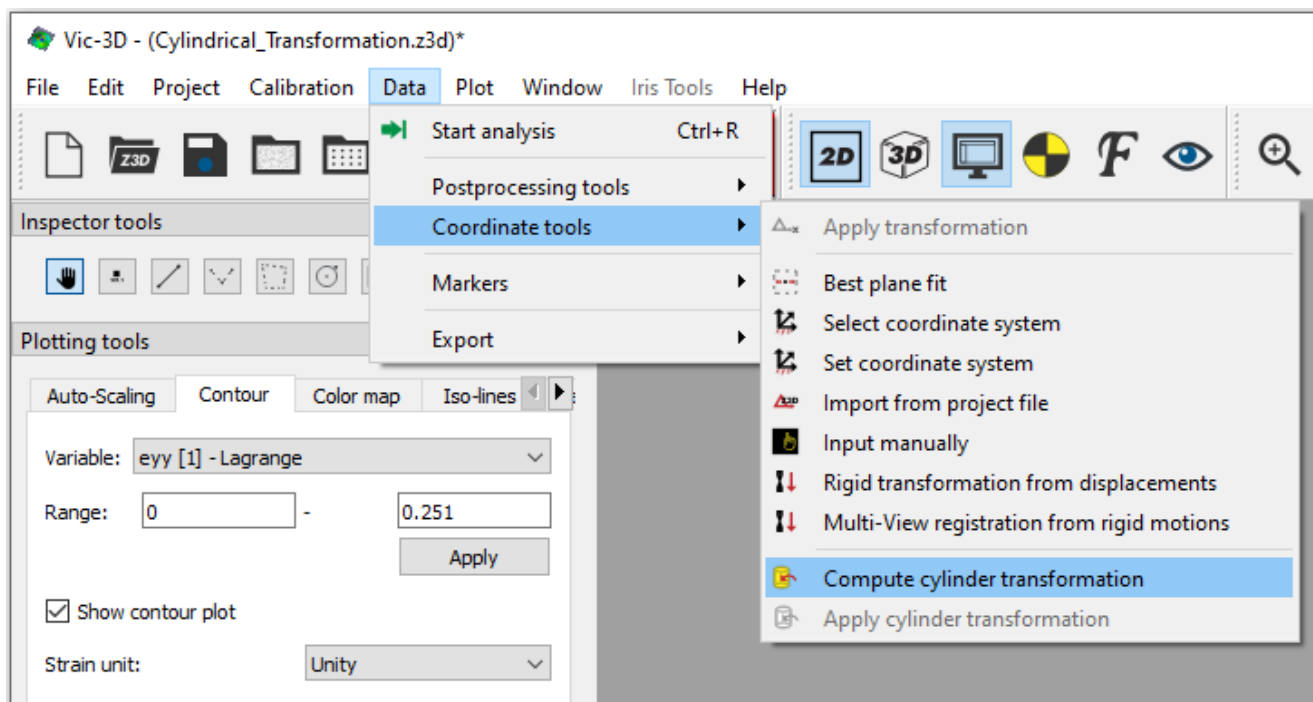 Vic-3D - (Cylindrical_Transformation.z3d)*
File Edit Project Calibration Data Plot Window Iris Tools Help
Z3D
2D 3D F
Start analysis Ctrl+R
Postprocessing tools
Coordinate tools
Markers
Export
Apply transformation
Best plane fit
Select coordinate system
Set coordinate system
Import from project file
Input manually
Rigid transformation from displacements
Multi-View registration from rigid motions
Compute cylinder transformation
Apply cylinder transformation
Inspector tools
Plotting tools
Auto-Scaling Contour Color map Iso-lines
Variable: eyy [1] - Lagrange
Range: 0 - 0.251
Apply
Show contour plot
Strain unit: Unity